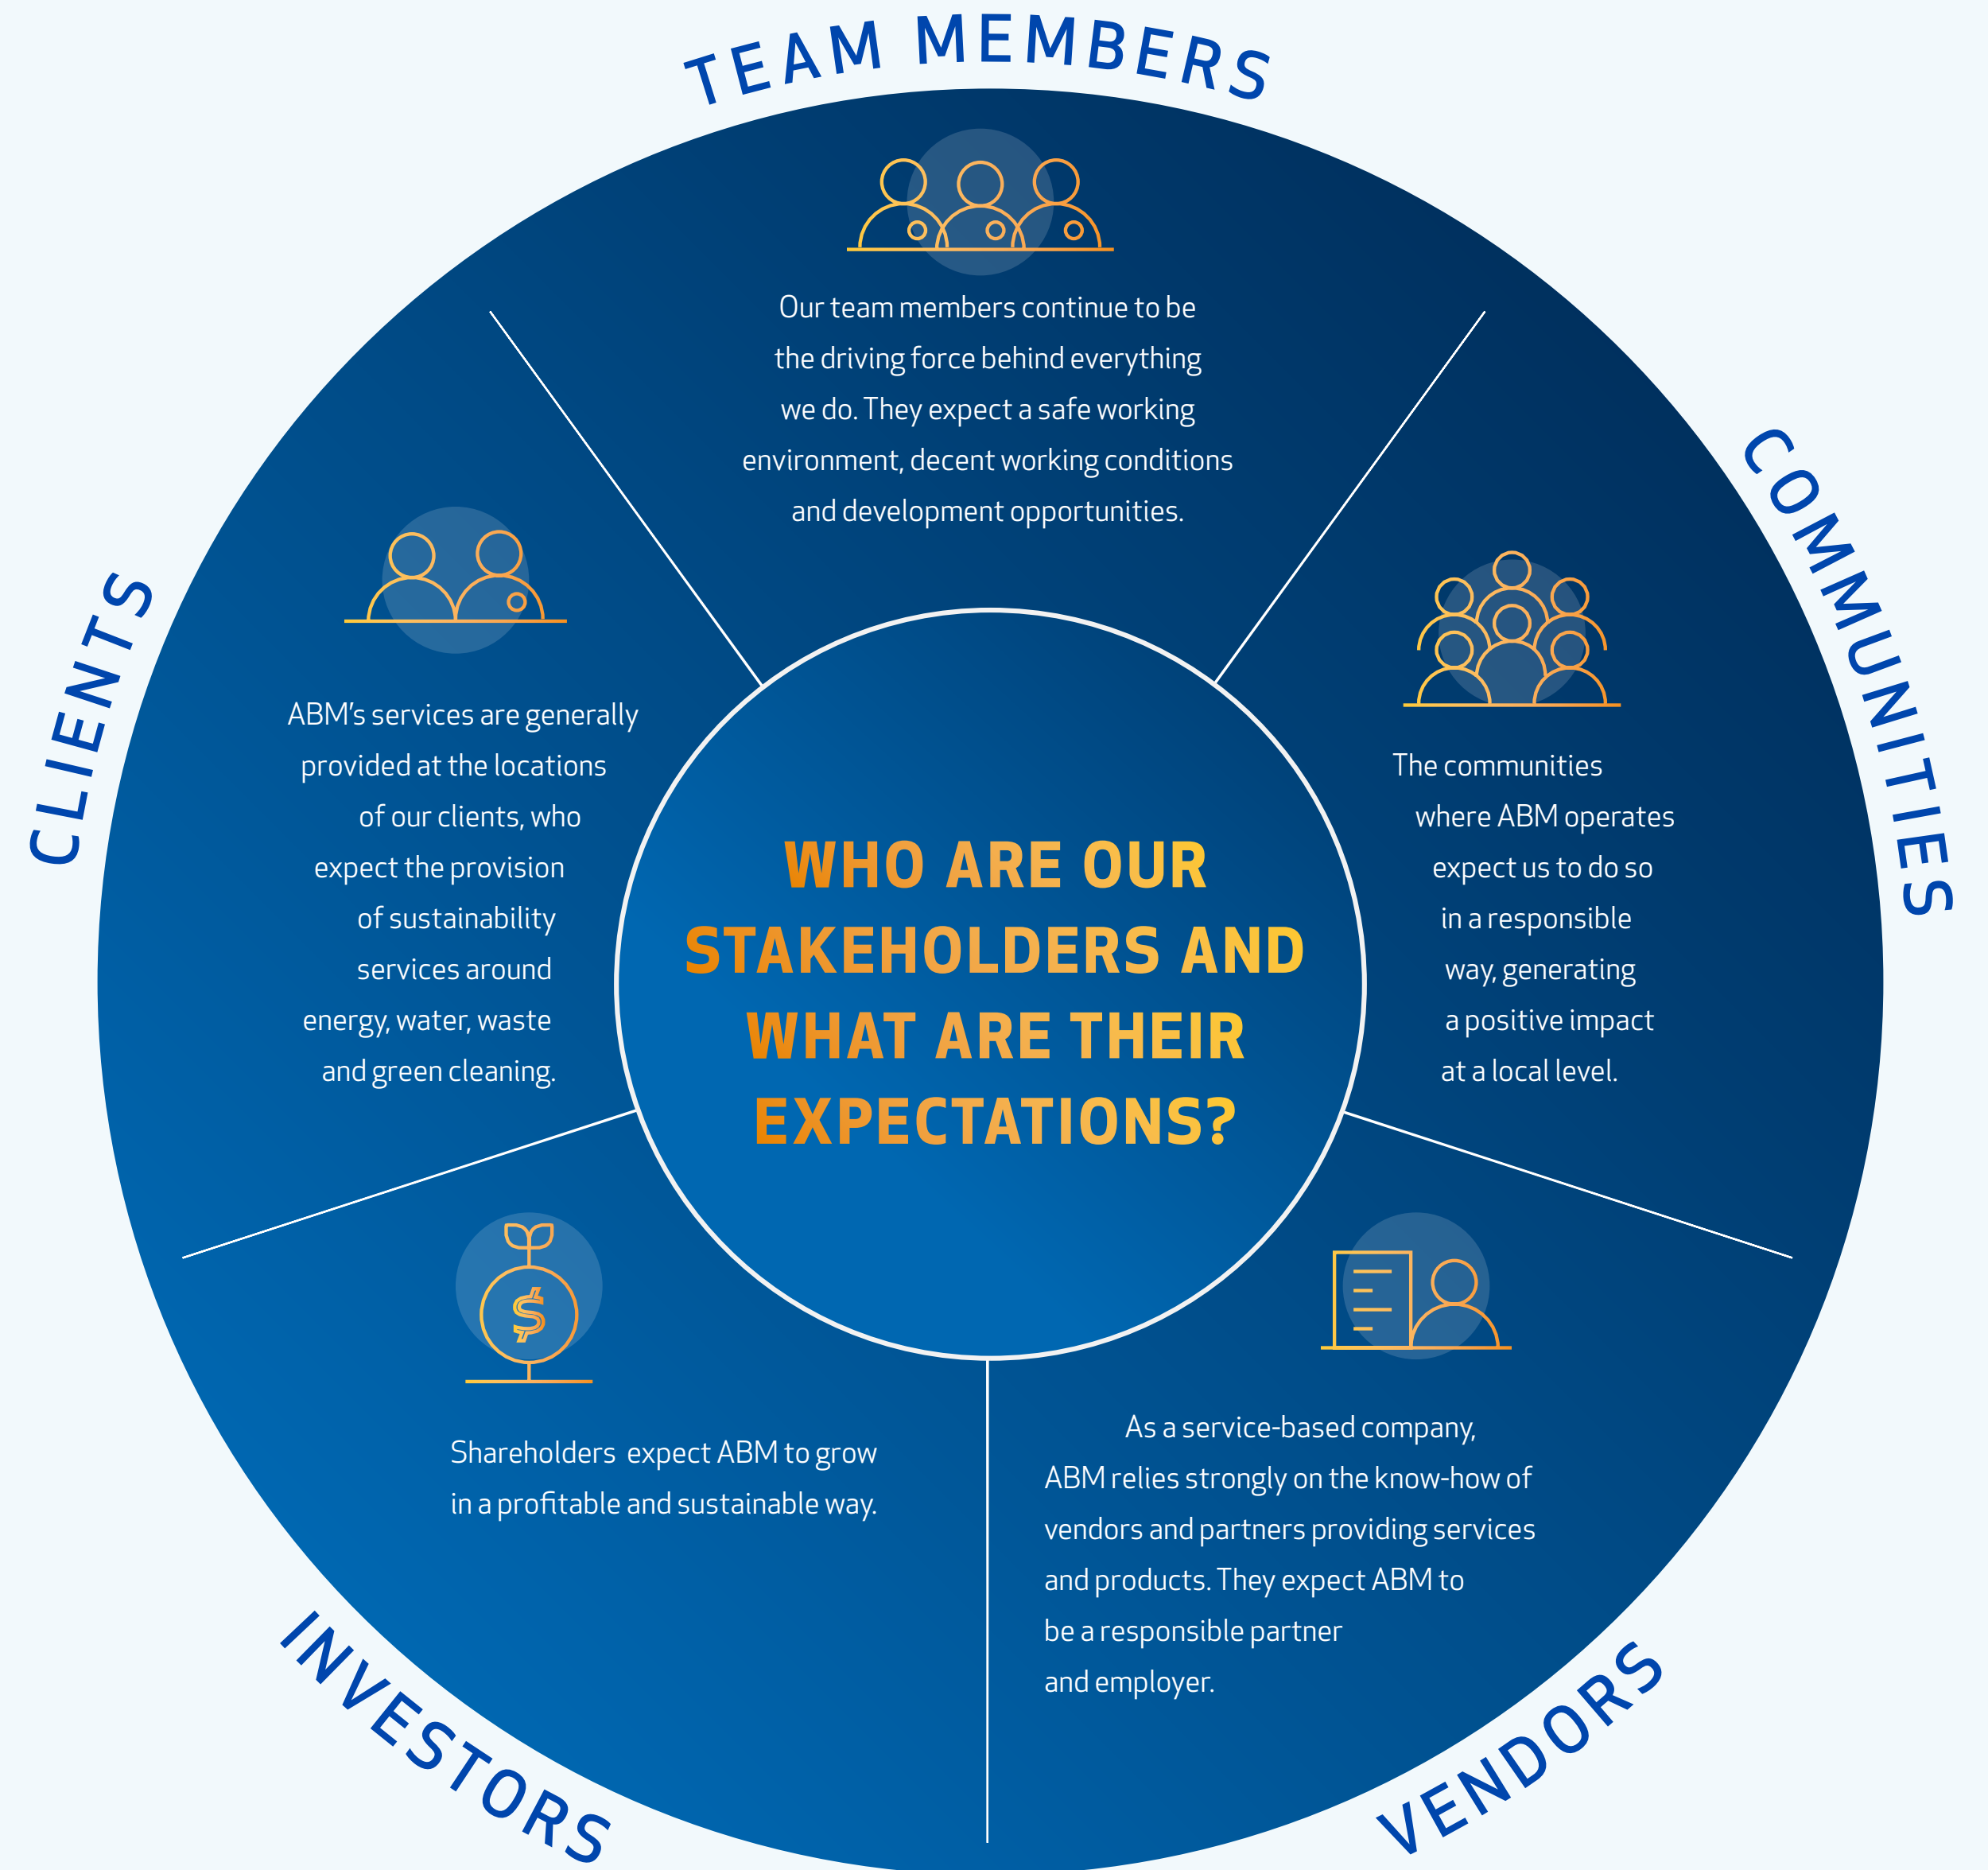 TEAM MEMBERS
Our team members continue to be
the driving force behind everything
we do. They expect a safe working
environment, decent working conditions
and development opportunities.
COMMUNITIES
The communities
where ABM operates
expect us to do so
in a responsible
way, generating
a positive impact
at a local level.
CLIENTS
ABM’s services are generally
provided at the locations
of our clients, who
expect the provision
of sustainability
services around
energy, water, waste
and green cleaning.
WHO ARE OUR
STAKEHOLDERS AND
WHAT ARE THEIR
EXPECTATIONS?
$
Shareholders expect ABM to grow
in a profitable and sustainable way.
INVESTORS
As a service-based company,
ABM relies strongly on the know-how of
vendors and partners providing services
and products. They expect ABM to
be a responsible partner
and employer.
VENDORS